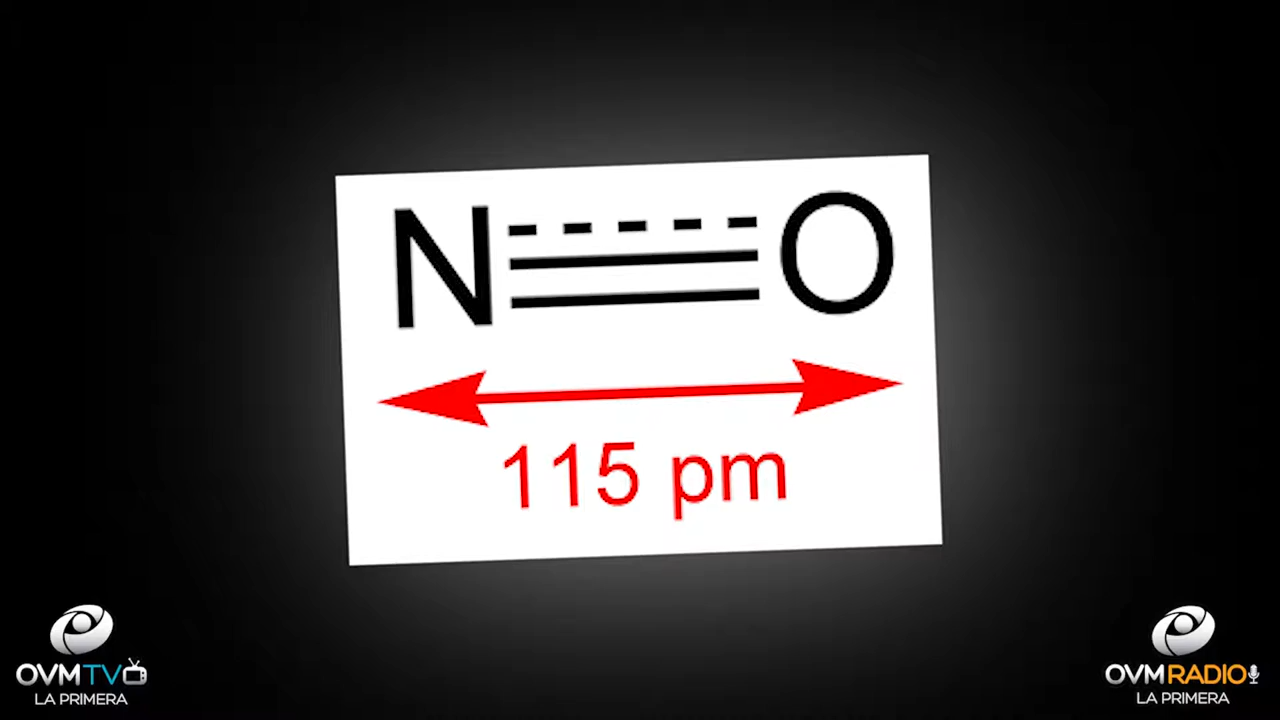 N O
115 pm
OVMTV
LA PRIMERA
OVMRADIO
LA PRIMERA